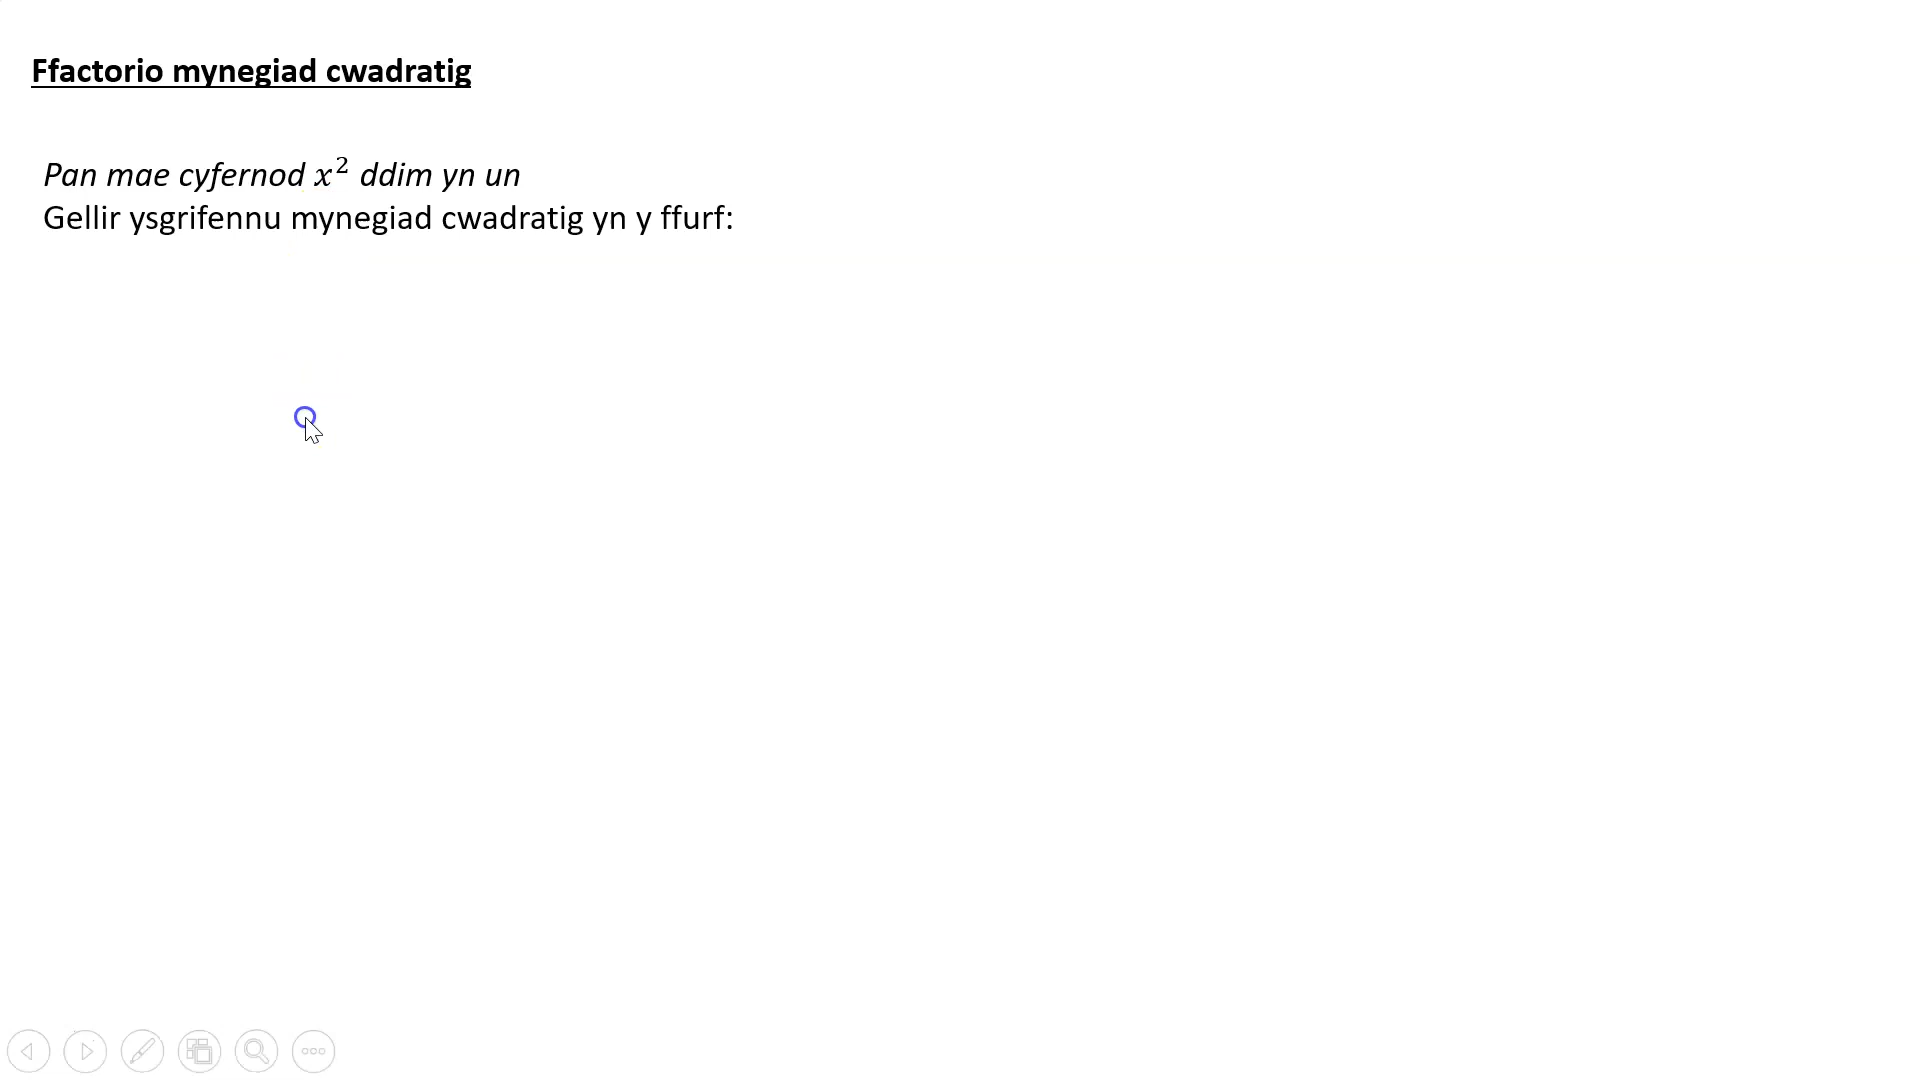 Ffactorio mynegiad cwadratig
Pan mae cyfernod x² ddim yn un
Gellir ysgrifennu mynegiad cwadratig yn y ffurf: